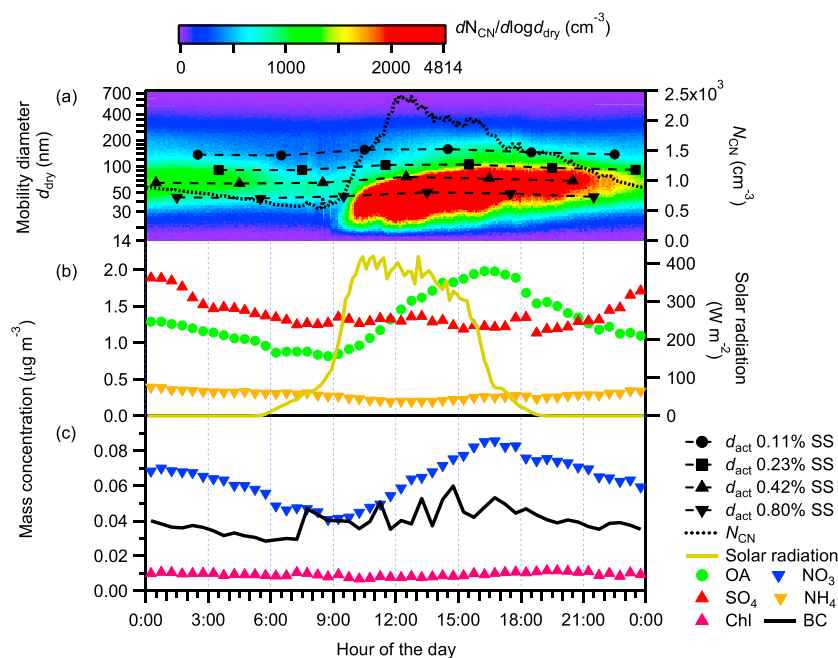 dN_CN/dlogd_dry (cm^-3)
0 1000 2000 4814
(a)
Mobility diameter
d_dry (nm)
700
400
200
100
50
30
14
2.5x10^3
2.0
1.5
1.0
0.5
0.0
N_CN
(cm^-3)
(b)
2.0
1.5
1.0
0.5
0.0
400
300
200
100
0
Solar radiation
(W m^-2)
Mass concentration (μg m^-3)
(c)
0.08
0.06
0.04
0.02
0.00
0:00 3:00 6:00 9:00 12:00 15:00 18:00 21:00 0:00
Hour of the day
d_act 0.11% SS
d_act 0.23% SS
d_act 0.42% SS
d_act 0.80% SS
N_CN
Solar radiation
OA NO_3
SO_4 NH_4
Chl BC